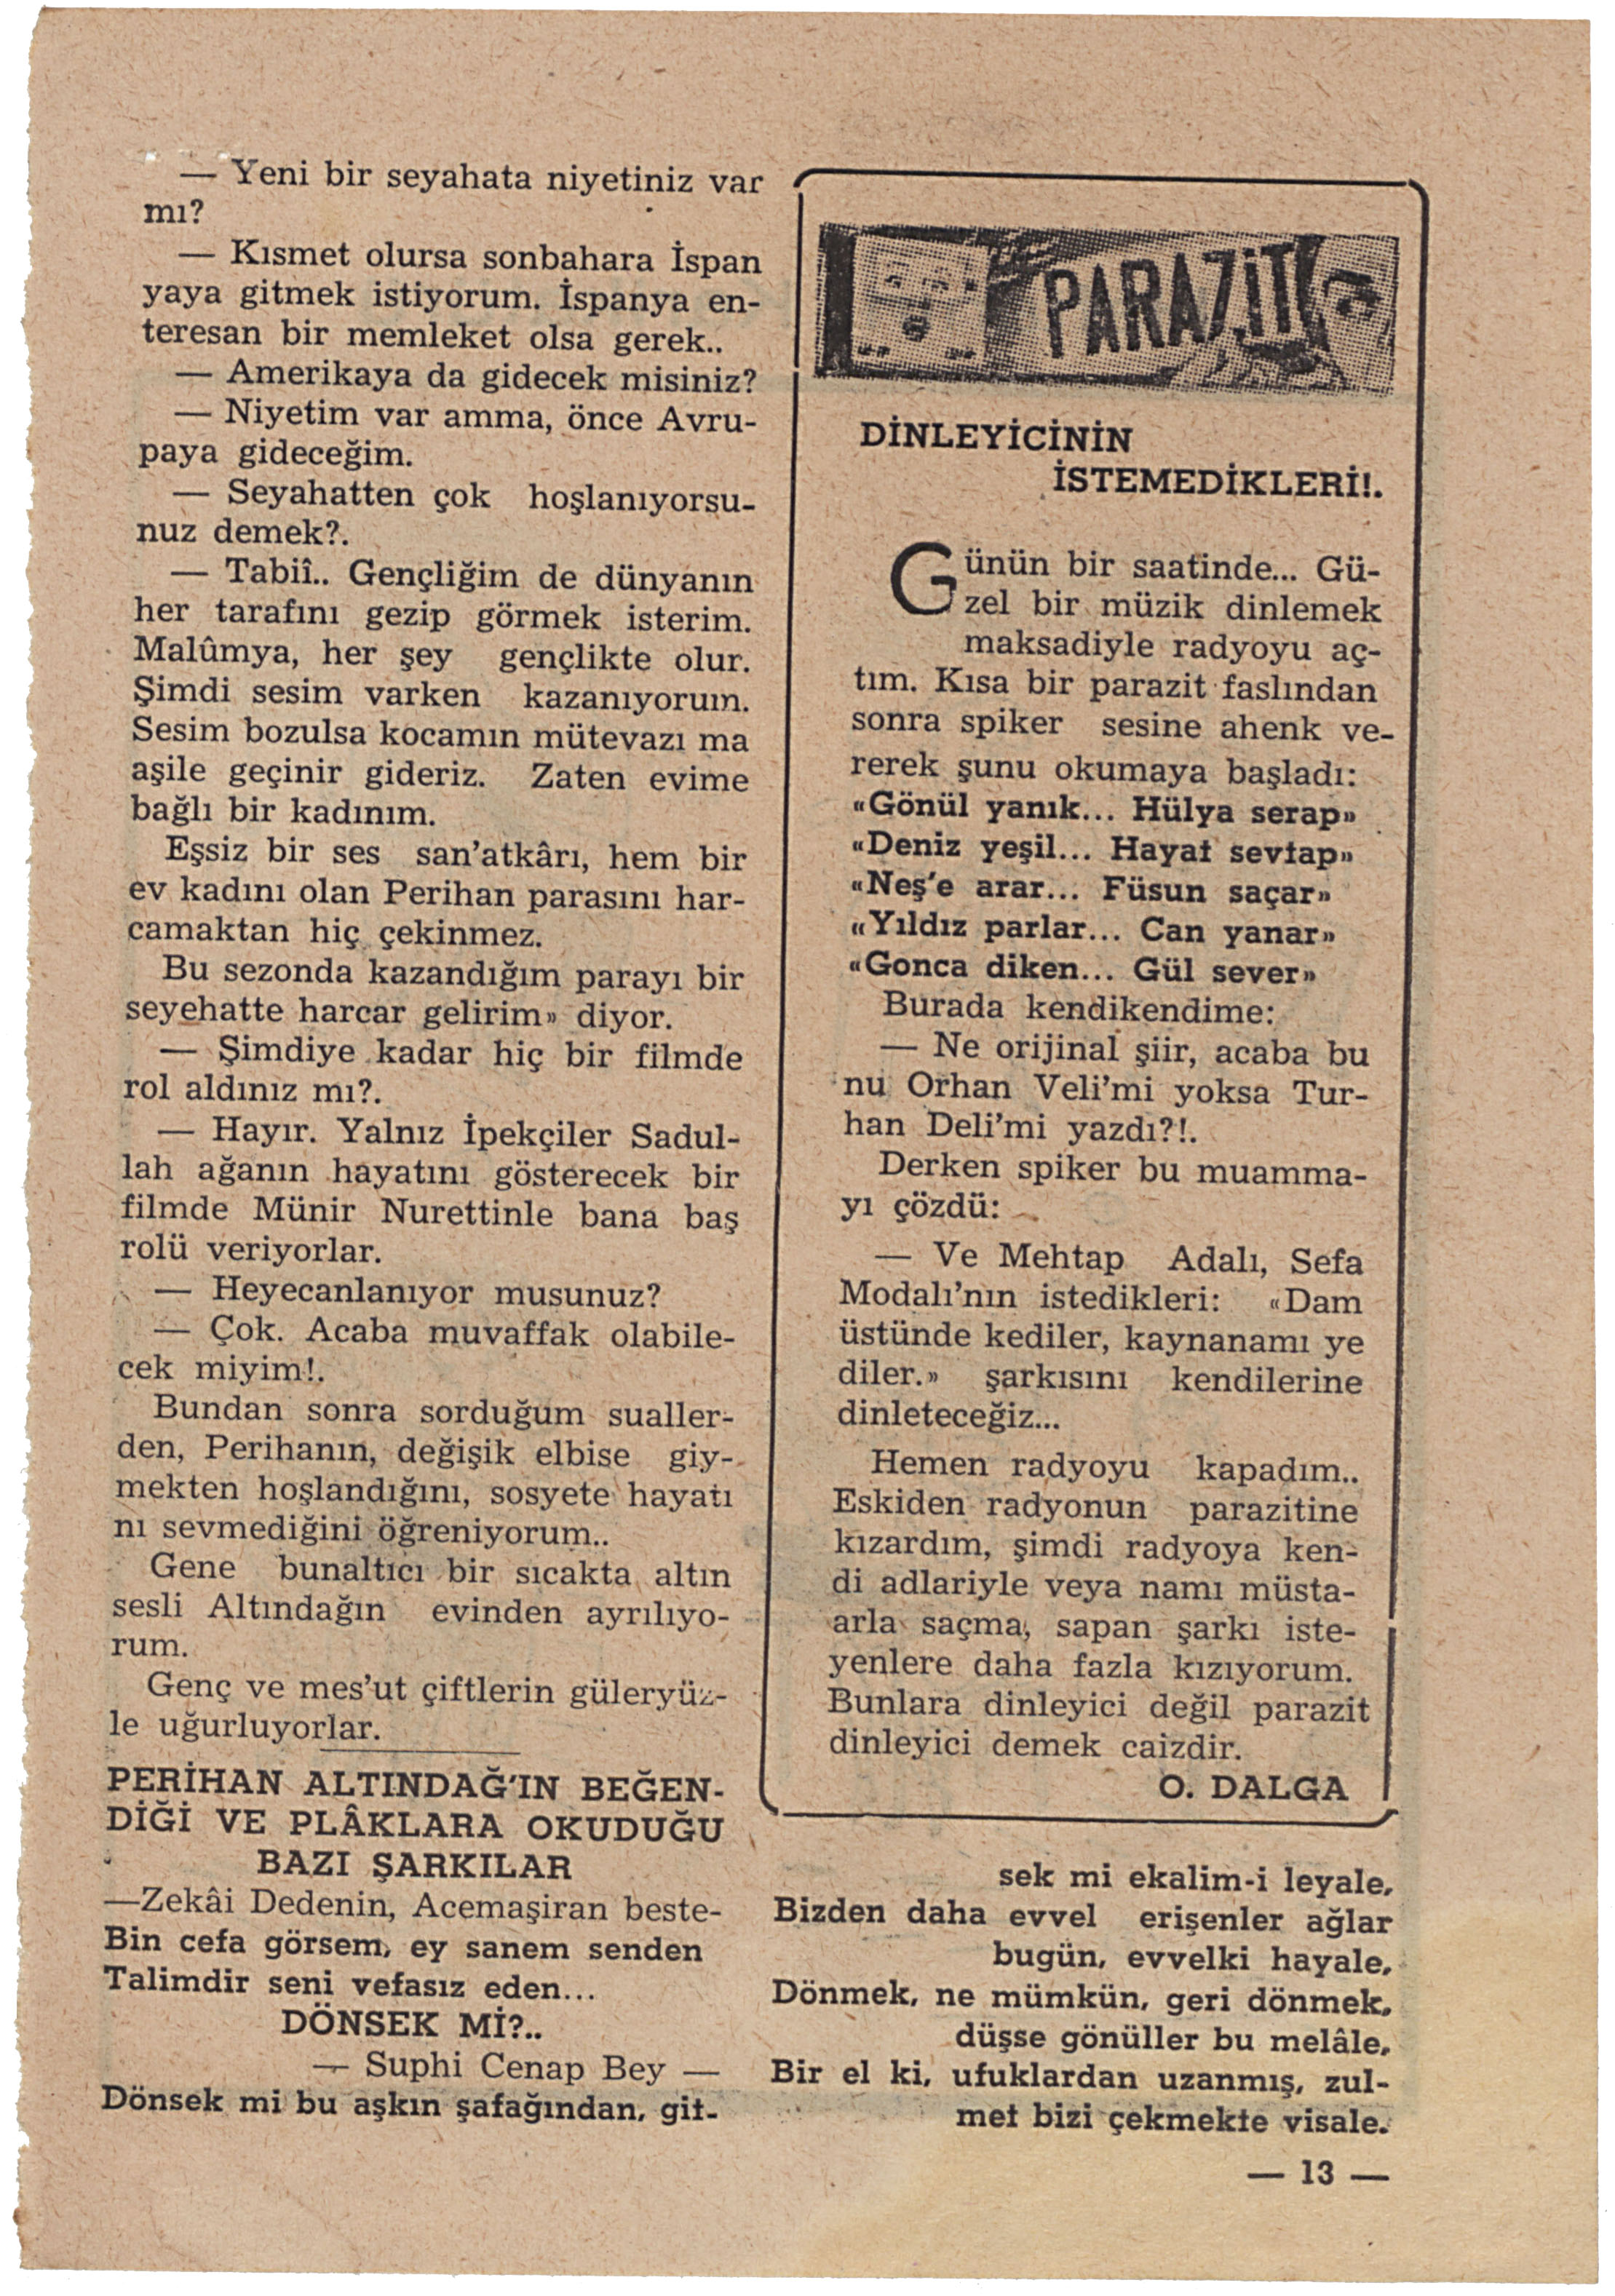 — Yeni bir seyahata niyetiniz var
mı?
— Kısmet olursa sonbahara İspan
yaya gitmek istiyorum. İspanya en-
teresan bir memleket olsa gerek..
— Amerikaya da gidecek misiniz?
— Niyetim var amma, önce Avru-
paya gideceğim.
— Seyahatten çok hoşlanıyorsu-
nuz demek?.
— Tabiî.. Gençliğim de dünyanın
her tarafını gezip görmek isterim.
Malûmya, her şey gençlikte olur.
Şimdi sesim varken kazanıyorum.
Sesim bozulsa kocamın mütevazı ma
aşile geçinir gideriz. Zaten evime
bağlı bir kadınım.
Eşsiz bir ses san'atkârı, hem bir
ev kadını olan Perihan parasını har-
camaktan hiç çekinmez.
Bu sezonda kazandığım parayı bir
seyehatte harcar gelirim» diyor.
— Şimdiye kadar hiç bir filmde
rol aldınız mı?.
— Hayır. Yalnız İpekçiler Sadul-
lah ağanın hayatını gösterecek bir
filmde Münir Nurettinle bana baş
rolü veriyorlar.
— Heyecanlanıyor musunuz?
— Çok. Acaba muvaffak olabile-
cek miyim!.
Bundan sonra sorduğum sualler-
den, Perihanın, değişik elbise giy-
mekten hoşlandığını, sosyete hayatı
nı sevmediğini öğreniyorum..
Gene bunaltıcı bir sıcakta altın
sesli Altındağın evinden ayrılıyo-
rum.
Genç ve mes'ut çiftlerin güleryüz-
le uğurluyorlar.
PERİHAN ALTINDAĞ'IN BEĞEN-
DİĞİ VE PLÂKLARA OKUDUĞU
BAZI ŞARKILAR
—Zekâi Dedenin, Acemaşiran beste-
Bin cefa görsem, ey sanem senden
Talimdir seni vefasız eden...
DÖNSEK Mİ?..
— Suphi Cenap Bey —
Dönsek mi bu aşkın şafağından, git-
PARAZİT
DİNLEYİCİNİN
İSTEMEDİKLERİ!.
Günün bir saatinde... Gü-
zel bir müzik dinlemek
maksadiyle radyoyu aç-
tım. Kısa bir parazit faslından
sonra spiker sesine ahenk ve-
rerek şunu okumaya başladı:
«Gönül yanık... Hülya serap»
«Deniz yeşil... Hayat sevtap»
«Neş'e arar... Füsun saçar»
«Yıldız parlar... Can yanar»
«Gonca diken... Gül sever»
Burada kendikendime:
— Ne orijinal şiir, acaba bu
nu Orhan Veli'mi yoksa Tur-
han Deli'mi yazdı?!.
Derken spiker bu muamma-
yı çözdü:
— Ve Mehtap Adalı, Sefa
Modalı'nın istedikleri: «Dam
üstünde kediler, kaynanamı ye
diler.» şarkısını kendilerine
dinleteceğiz...
Hemen radyoyu kapadım..
Eskiden radyonun parazitine
kızardım, şimdi radyoya ken-
di adlariyle veya namı müsta-
arla saçma, sapan şarkı iste-
yenlere daha fazla kızıyorum.
Bunlara dinleyici değil parazit
dinleyici demek caizdir.
O. DALGA
sek mi ekalim-i leyale,
Bizden daha evvel erişenler ağlar
bugün, evvelki hayale,
Dönmek, ne mümkün, geri dönmek,
düşse gönüller bu melâle,
Bir el ki, ufuklardan uzanmış, zul-
met bizi çekmekte visale.
— 13 —